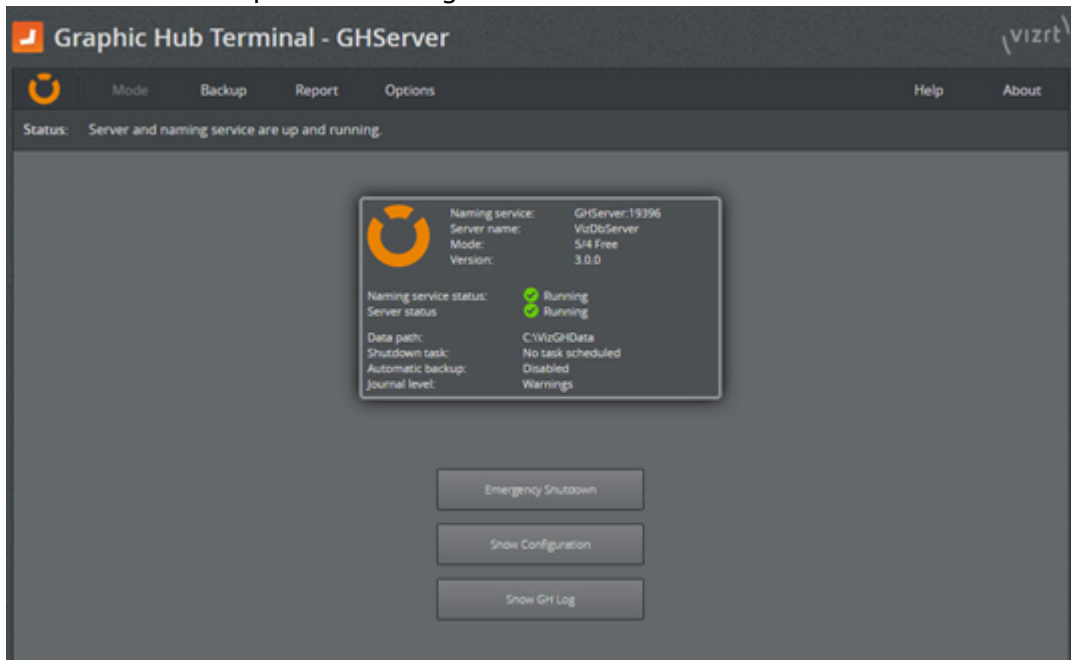 Graphic Hub Terminal - GHServer
vizrt
Mode Backup Report Options Help About
Status: Server and naming service are up and running.
Naming service: GHServer:19396
Server name: VizDbServer
Mode: 5/4 Free
Version: 3.0.0
Naming service status: Running
Server status Running
Data path: C:\VizGHData
Shutdown task: No task scheduled
Automatic backup: Disabled
Journal level: Warnings
Emergency Shutdown
Show Configuration
Show GH Log